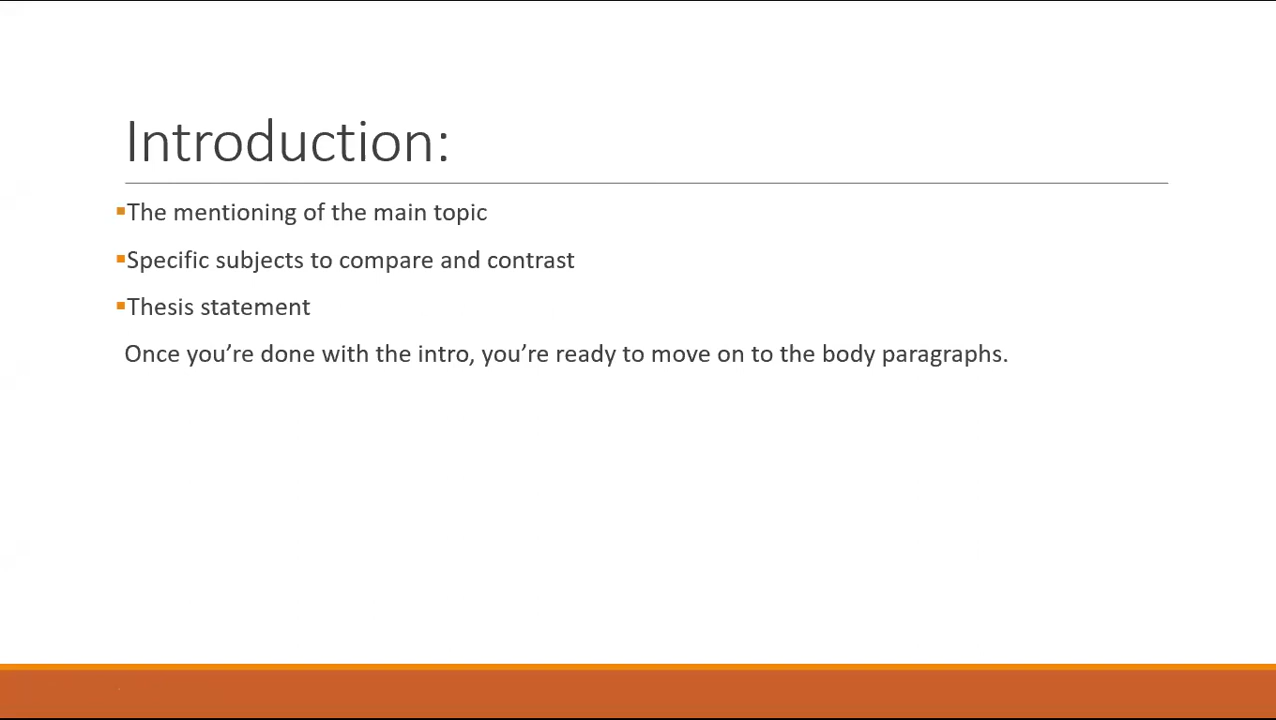 Introduction:
▪The mentioning of the main topic
▪Specific subjects to compare and contrast
▪Thesis statement
Once you’re done with the intro, you’re ready to move on to the body paragraphs.